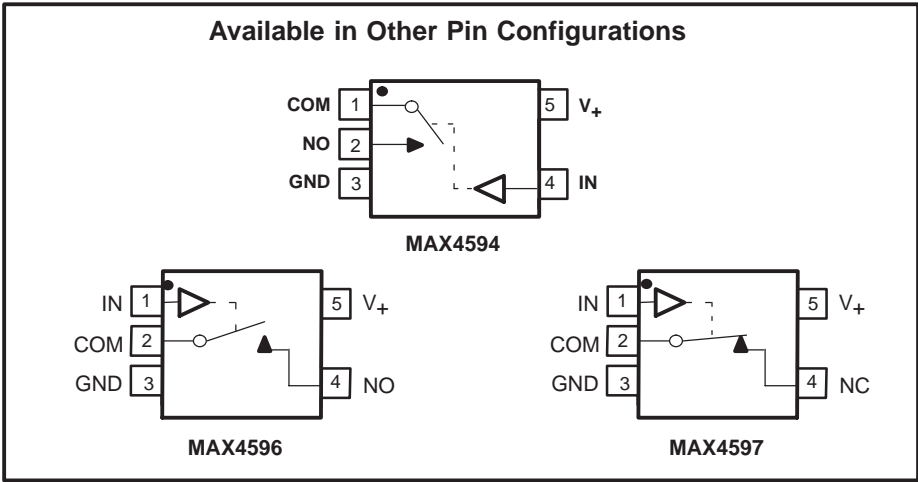 Available in Other Pin Configurations
COM 1
NO 2
GND 3
5 V+
4 IN
MAX4594
IN 1
COM 2
GND 3
5 V+
4 NO
MAX4596
IN 1
COM 2
GND 3
5 V+
4 NC
MAX4597